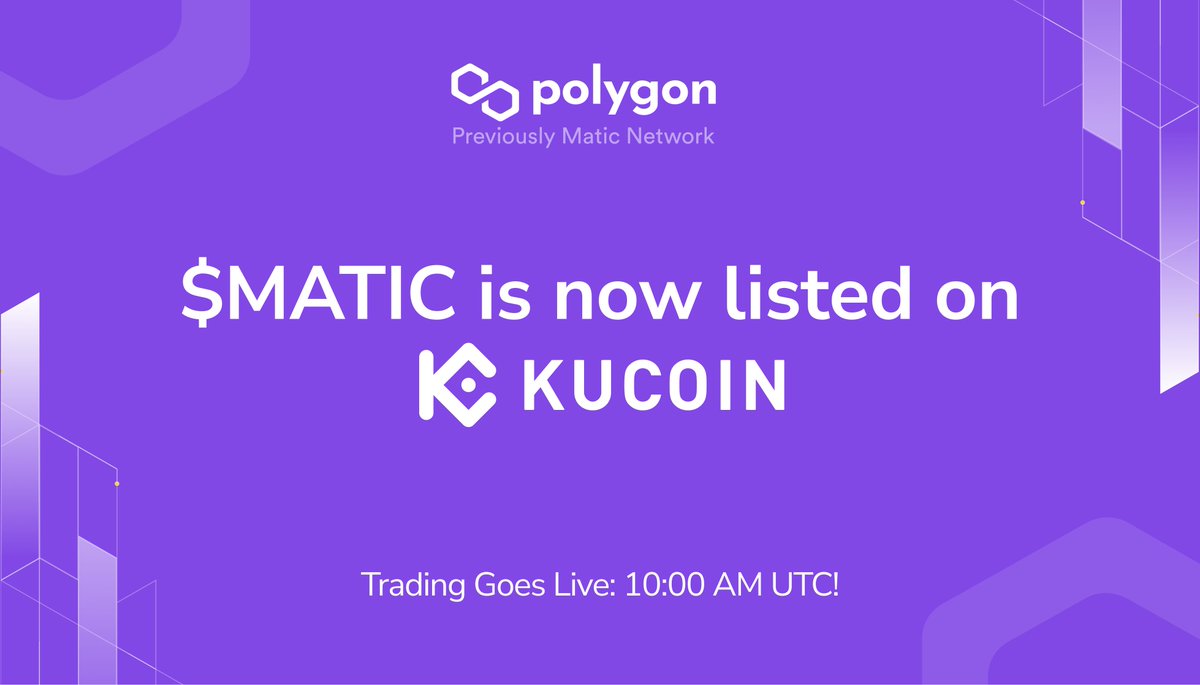 polygon
Previously Matic Network
$MATIC is now listed on
KUCOIN
Trading Goes Live: 10:00 AM UTC!